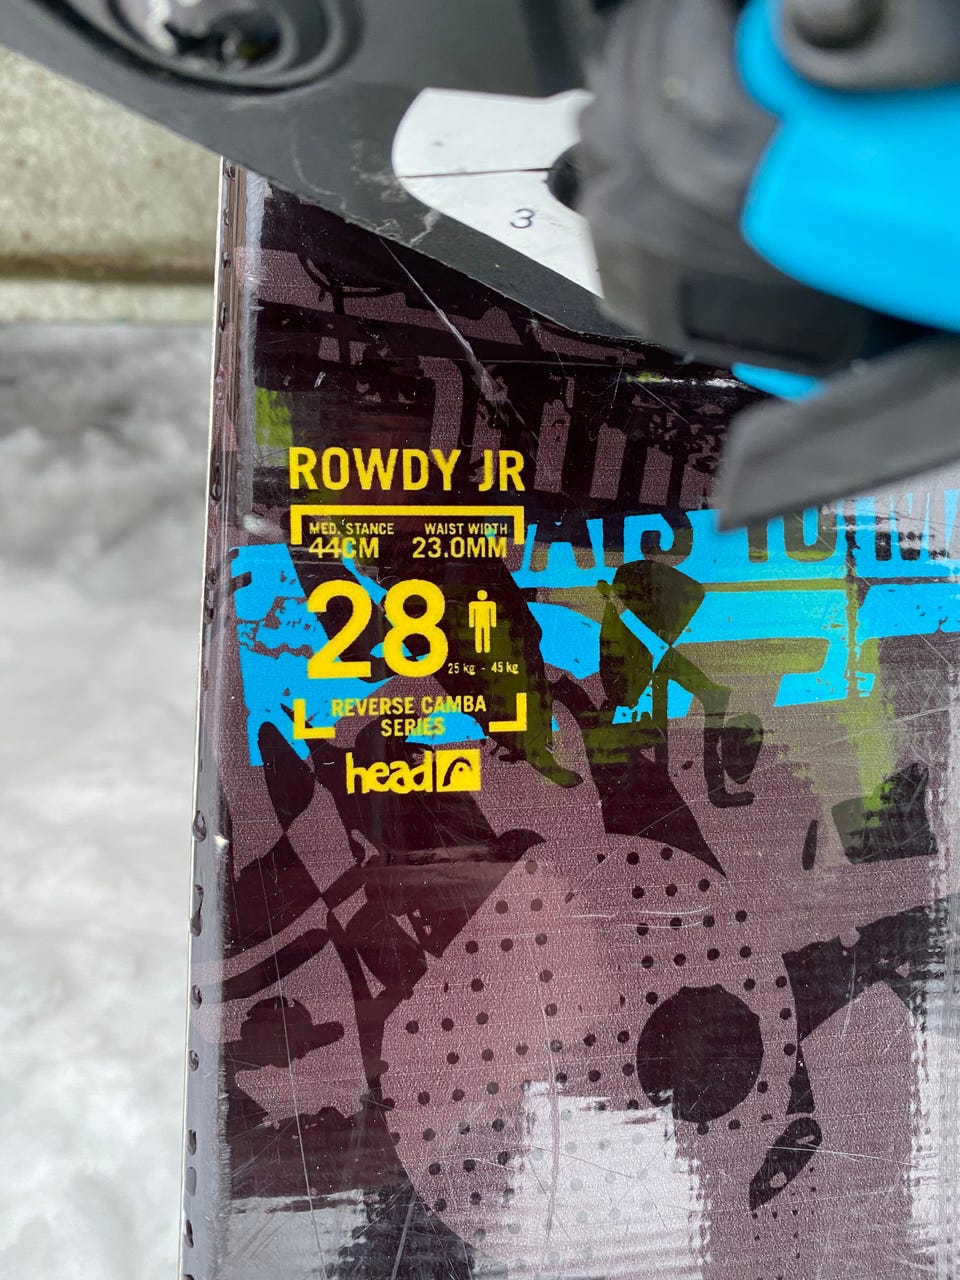 3
ROWDY JR
MED. STANCE WAIST WIDTH
44CM 23.0MM
28
25 kg - 45 kg
REVERSE CAMBA
SERIES
head